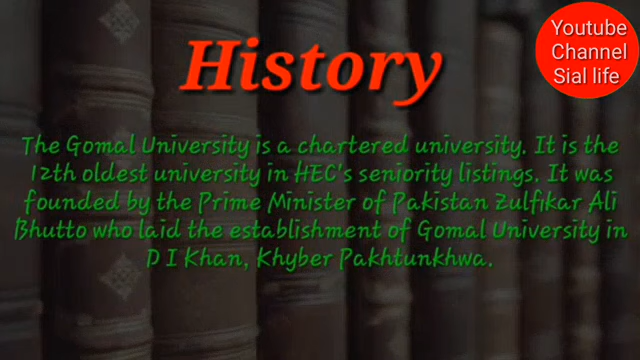 History
Youtube
Channel
Sial life
The Gomal University is a chartered university. It is the
12th oldest university in HEC's seniority listings. It was
founded by the Prime Minister of Pakistan Zulfikar Ali
Bhutto who laid the establishment of Gomal University in
D I Khan, Khyber Pakhtunkhwa.